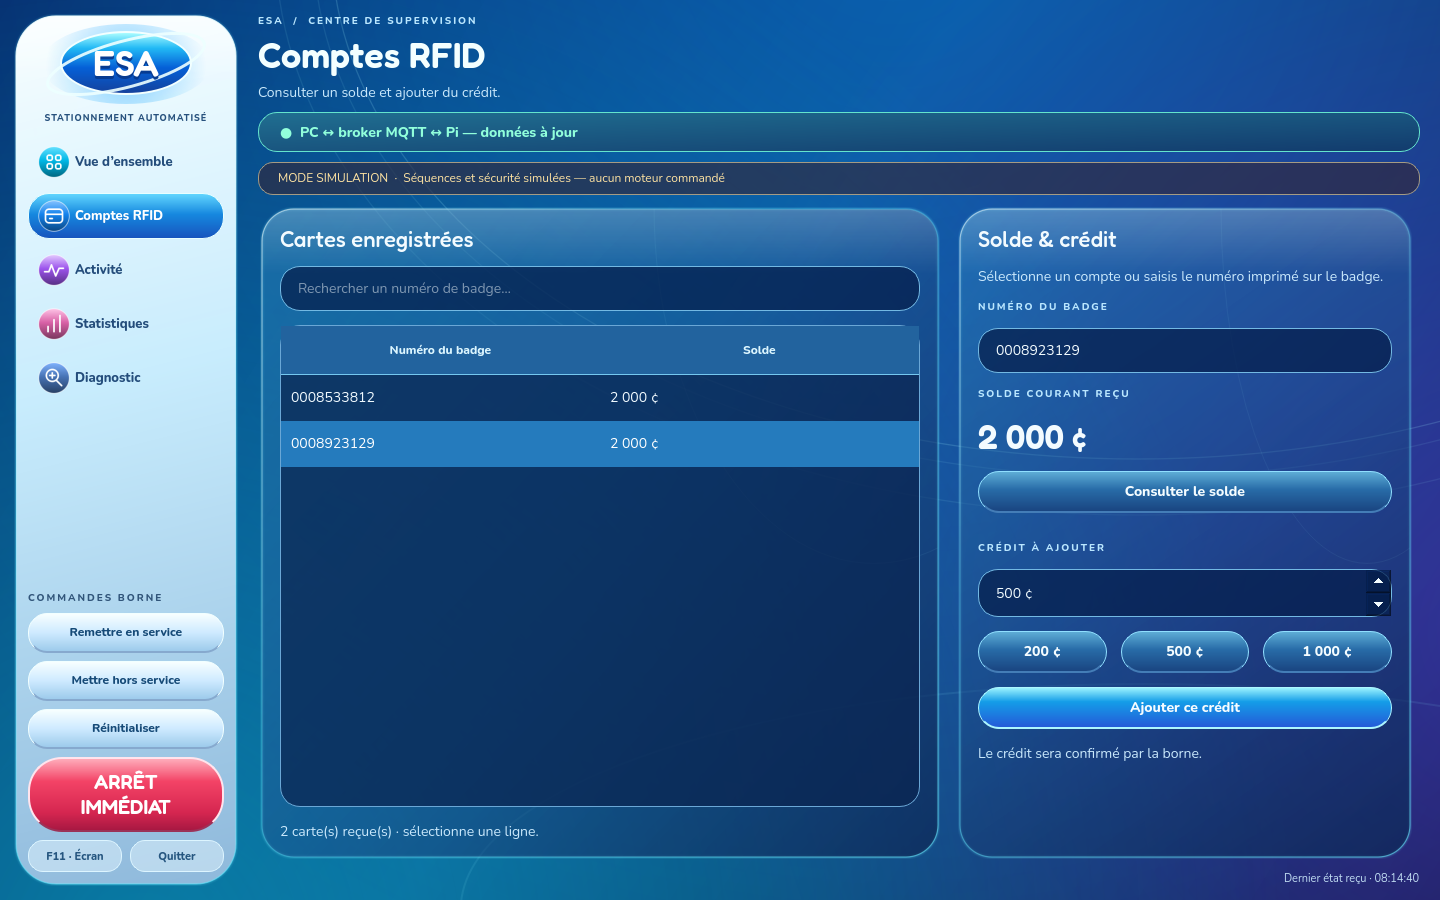 ESA
STATIONNEMENT AUTOMATISÉ
Vue d’ensemble
Comptes RFID
Activité
Statistiques
Diagnostic
COMMANDES BORNE
Remettre en service
Mettre hors service
Réinitialiser
ARRÊT
IMMÉDIAT
F11 · Écran
Quitter
ESA / CENTRE DE SUPERVISION
Comptes RFID
Consulter un solde et ajouter du crédit.
● PC ↔ broker MQTT ↔ Pi — données à jour
MODE SIMULATION · Séquences et sécurité simulées — aucun moteur commandé
Cartes enregistrées
Rechercher un numéro de badge...
Numéro du badge Solde
0008533812 2 000 ¢
0008923129 2 000 ¢
2 carte(s) reçue(s) · sélectionne une ligne.
Solde & crédit
Sélectionne un compte ou saisis le numéro imprimé sur le badge.
NUMÉRO DU BADGE
0008923129
SOLDE COURANT REÇU
2 000 ¢
Consulter le solde
CRÉDIT À AJOUTER
500 ¢
200 ¢ 500 ¢ 1 000 ¢
Ajouter ce crédit
Le crédit sera confirmé par la borne.
Dernier état reçu · 08:14:40